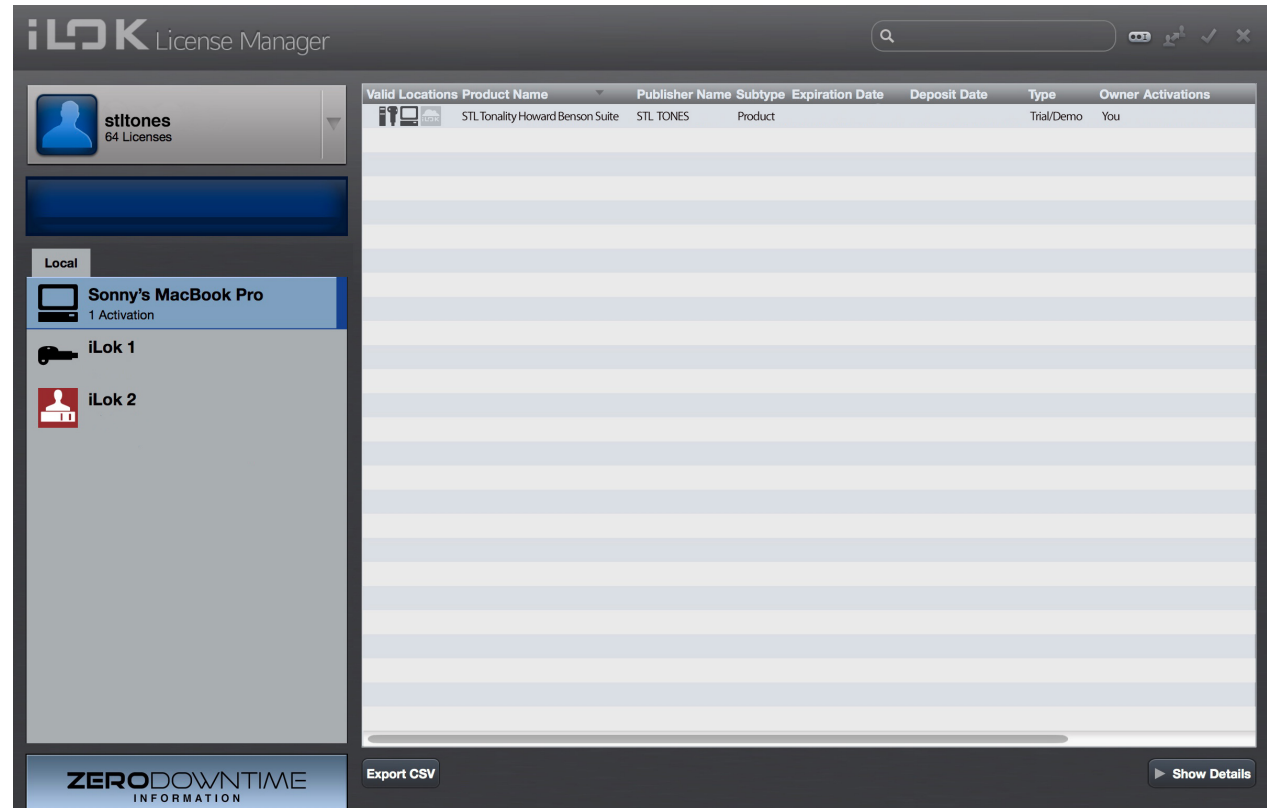 iLOK License Manager
stltones
64 Licenses
Local
Sonny's MacBook Pro
1 Activation
iLok 1
iLok 2
ZERODOWNTIME
INFORMATION
Valid Locations Product Name Publisher Name Subtype Expiration Date Deposit Date Type Owner Activations
STL Tonality Howard Benson Suite STL TONES Product Trial/Demo You
Export CSV
Show Details